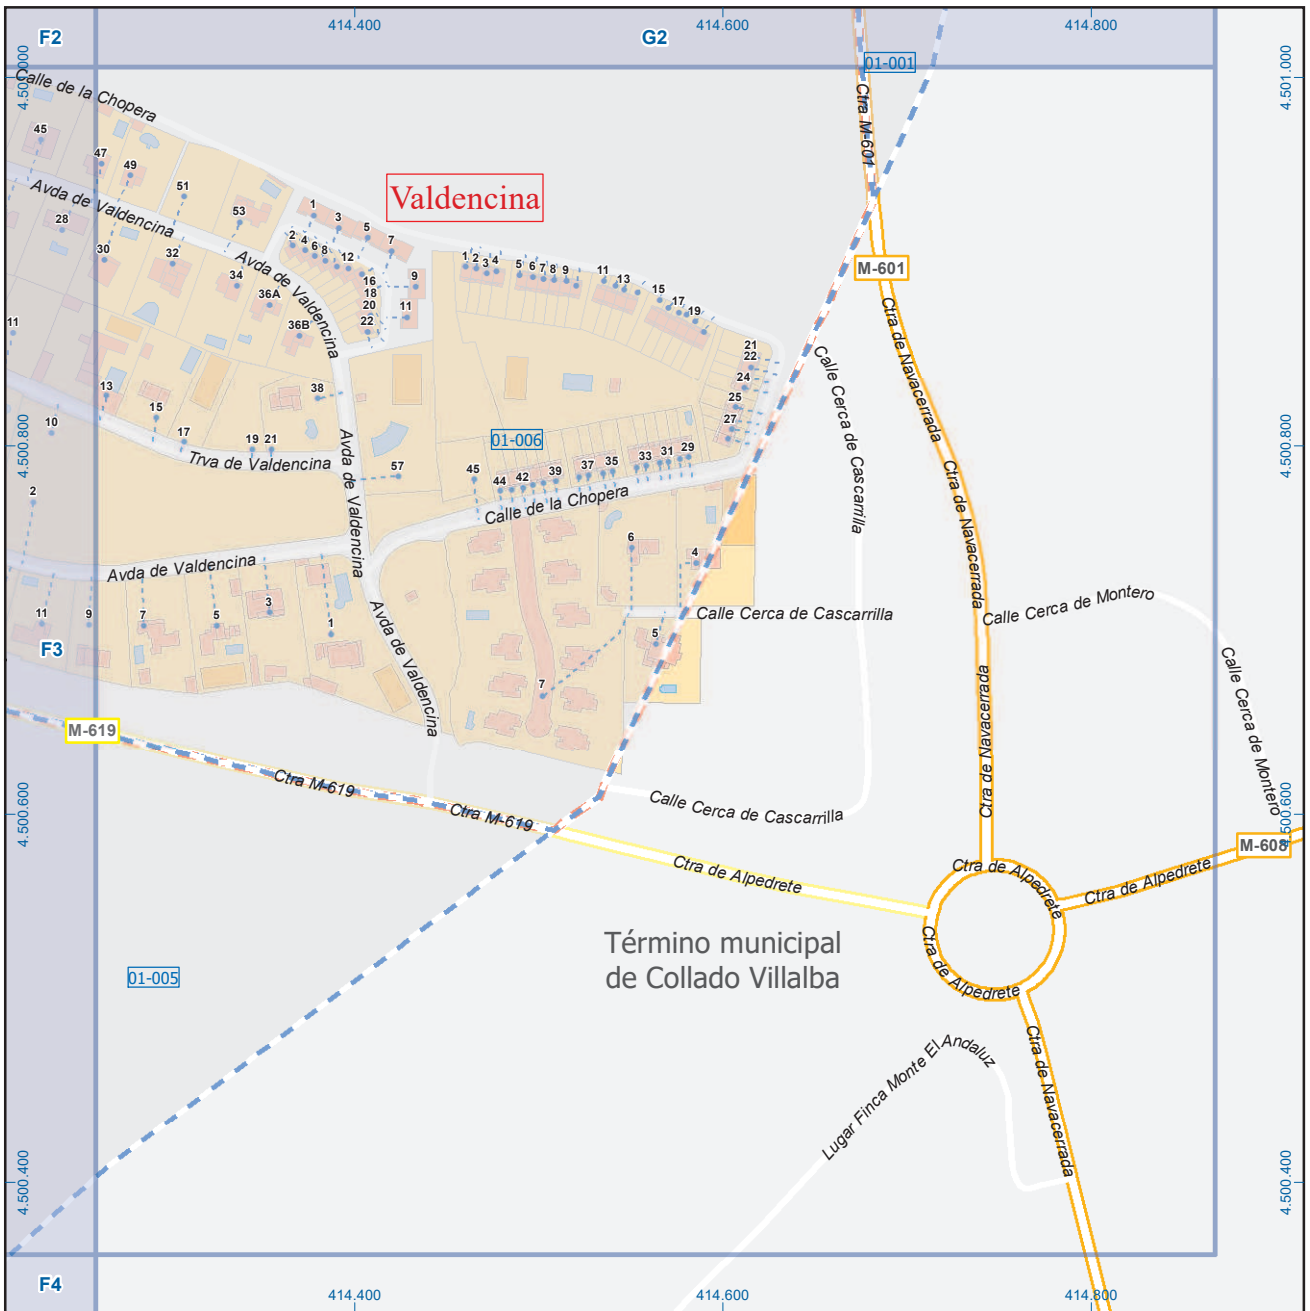 F2
414.400
G2
414.600
414.800
01-001
4.501.000
4.501.000
Calle de la Chopera
Ctra M-601
45
47
49
51
53
Avda de Valdencina
28
30
32
34
36A
36B
Valdencina
1
3
5
7
9
11
2
4
6
8
12
16
18
20
22
Avda de Valdencina
1
2
3
4
5
6
7
8
9
11
13
15
17
19
21
22
24
25
27
M-601
Ctra de Navacerrada
Calle Cerca de Cascarrilla
11
13
15
17
19
21
10
38
Trva de Valdencina
Avda de Valdencina
57
01-006
4.500.800
4.500.800
45
44
42
39
37
35
33
31
29
Calle de la Chopera
Ctra de Navacerrada
2
6
4
Avda de Valdencina
11
9
7
5
3
1
Calle Cerca de Cascarrilla
Calle Cerca de Montero
Calle Cerca de Montero
5
7
F3
Avda de Valdencina
Ctra de Navacerrada
M-619
Ctra M-619
Ctra M-619
Calle Cerca de Cascarrilla
4.500.600
4.500.600
M-608
Ctra de Alpedrete
Ctra de Alpedrete
Ctra de Alpedrete
Ctra de Alpedrete
Término municipal
de Collado Villalba
01-005
Lugar Finca Monte El Andaluz
Ctra de Navacerrada
4.500.400
4.500.400
F4
414.400
414.600
414.800